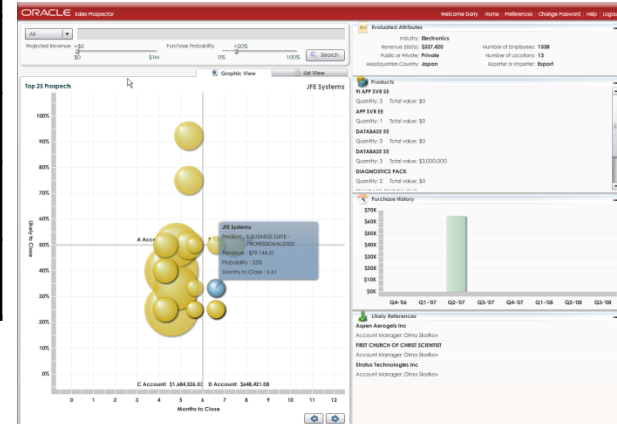 ORACLE Sales Prospector
Welcome barry Home Preferences Change Password Help Logout
All
Projected Revenue >$0
$0 $1M
Purchase Probability >20%
0% 100%
Search
Graphic View
List View
Top 25 Prospects
JFE Systems
Likely to Close
100%
90%
80%
70%
60%
50%
40%
30%
20%
10%
0%
A Acco
JFE Systems
Product : E-BUSINESS SUITE -
PROFESSIONAL2003
Revenue : $79,144.51
Probability : 33%
Months to Close : 6.61
C Account: $1,684,526.03
D Account: $648,421.08
0 1 2 3 4 5 6 7 8 9 10 11 12
Months to Close
Evaluated Attributes
Industry: Electronics
Revenue (000s): $337,420
Public or Private: Private
Headquarters Country: Japan
Number of Employees: 1538
Number of Locations: 13
Exporter or Importer: Export
Products
9i APP SVR SE
Quantity: 3 Total value: $0
APP SVR EE
Quantity: 1 Total value: $0
DATABASE EE
Quantity: 3 Total value: $0
DATABASE SE
Quantity: 3 Total value: $3,000,000
DIAGNOSTICS PACK
Quantity: 2 Total value: $0
Purchase History
$70K
$60K
$50K
$40K
$30K
$20K
$10K
$0K
Q4-'06 Q1-'07 Q2-'07 Q3-'07 Q4-'07 Q1-'08 Q2-'08 Q3-'08
Likely References
Aspen Aerogels Inc
Account Manager: Dima Skorikov
FIRST CHURCH OF CHRIST SCIENTIST
Account Manager: Dima Skorikov
Stratus Technologies Inc
Account Manager: Dima Skorikov